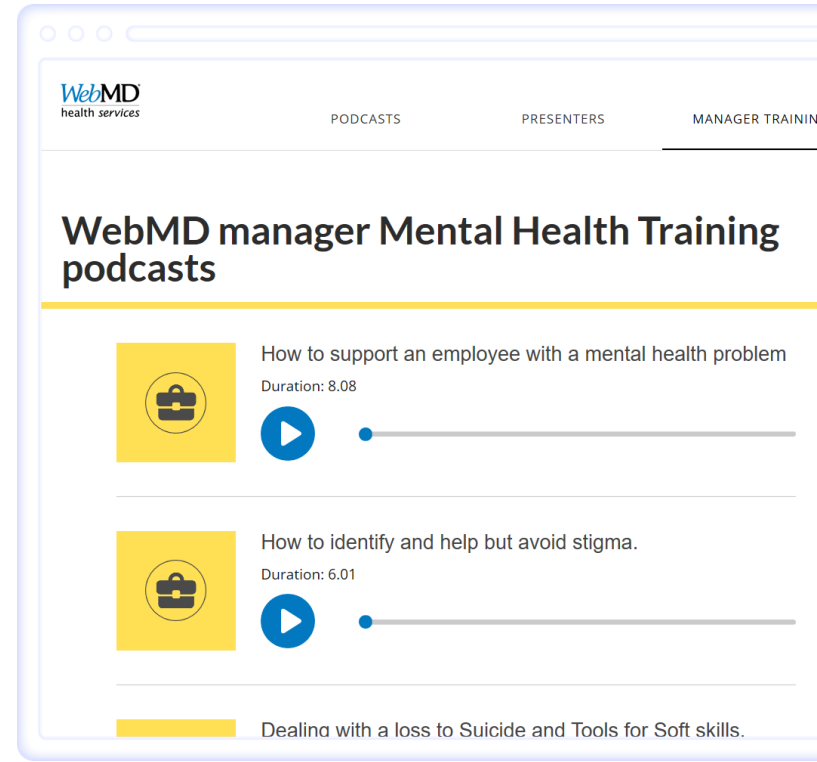 WebMD
health services
PODCASTS PRESENTERS MANAGER TRAININ
WebMD manager Mental Health Training
podcasts
How to support an employee with a mental health problem
Duration: 8.08
How to identify and help but avoid stigma.
Duration: 6.01
Dealing with a loss to Suicide and Tools for Soft skills.